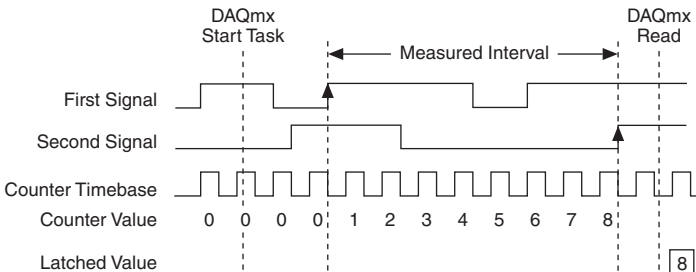 DAQmx
Start Task
DAQmx
Read
Measured Interval
First Signal
Second Signal
Counter Timebase
Counter Value 0 0 0 0 1 2 3 4 5 6 7 8
Latched Value 8